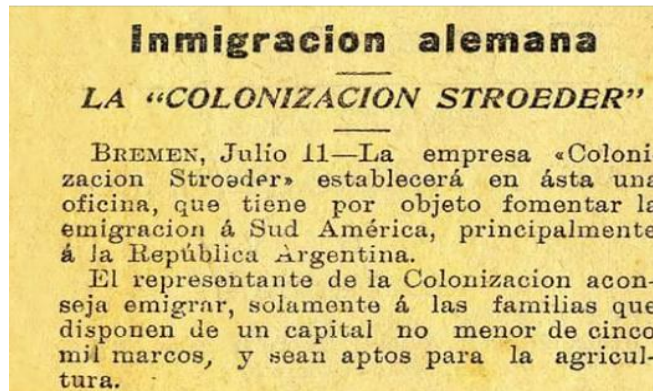 Inmigracion alemana
LA “COLONIZACION STROEDER”
BREMEN, Julio 11—La empresa «Coloni-
zacion Stroeder» establecerá en ásta una
oficina, que tiene por objeto fomentar la
emigracion á Sud América, principalmente
á la República Argentina.
El representante de la Colonizacion acon-
seja emigrar, solamente á las familias que
disponen de un capital no menor de cinco
mil marcos, y sean aptos para la agricul-
tura.